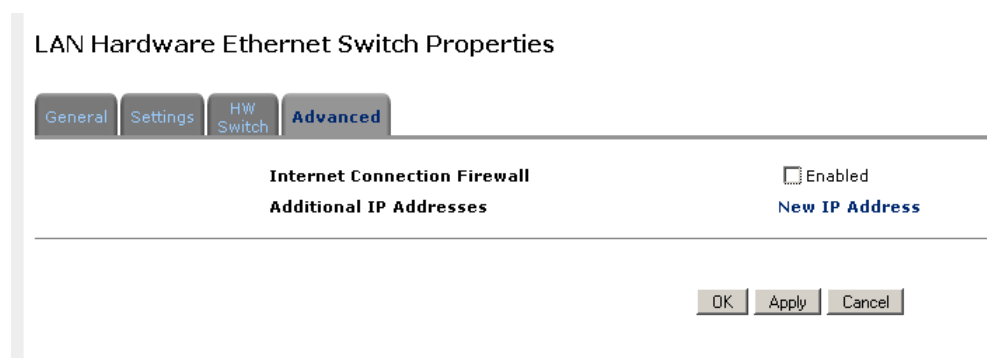 LAN Hardware Ethernet Switch Properties
General Settings HW Switch Advanced
Internet Connection Firewall Enabled
Additional IP Addresses New IP Address
OK Apply Cancel